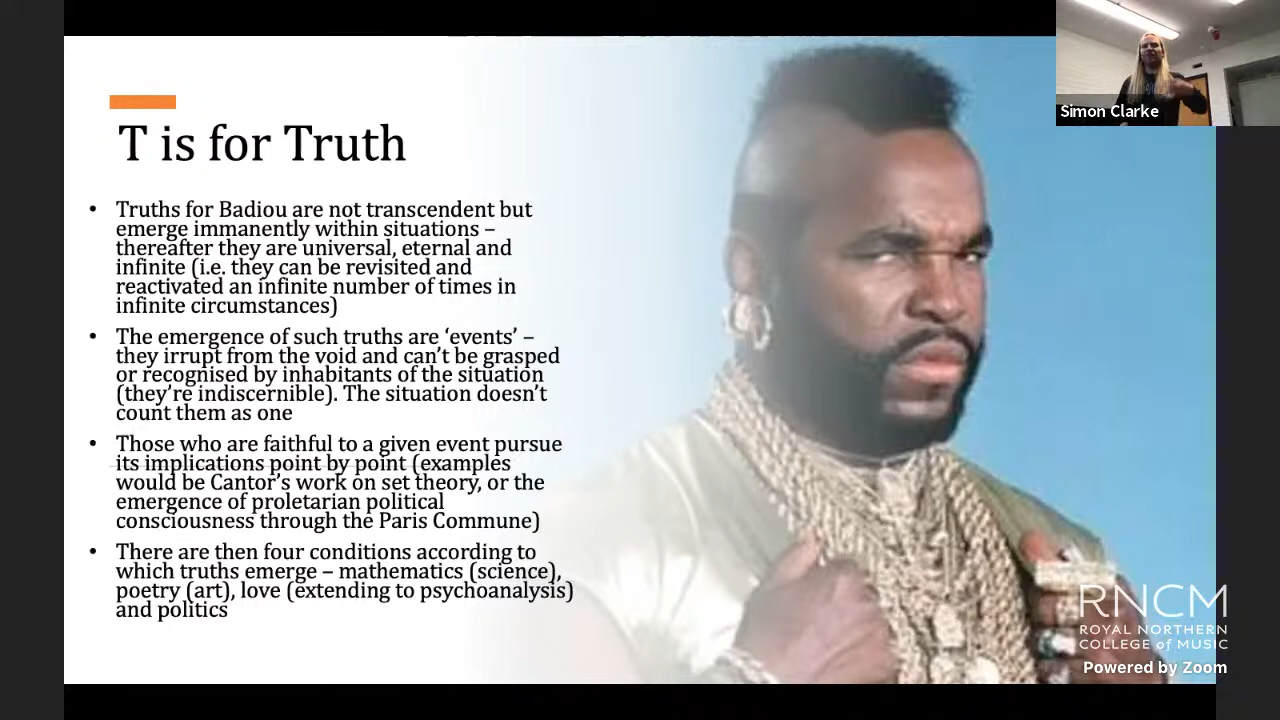 Simon Clarke
T is for Truth
• Truths for Badiou are not transcendent but
emerge immanently within situations –
thereafter they are universal, eternal and
infinite (i.e. they can be revisited and
reactivated an infinite number of times in
infinite circumstances)
• The emergence of such truths are ‘events’ –
they irrupt from the void and can’t be grasped
or recognised by inhabitants of the situation
(they’re indiscernible). The situation doesn’t
count them as one
• Those who are faithful to a given event pursue
its implications point by point (examples
would be Cantor’s work on set theory, or the
emergence of proletarian political
consciousness through the Paris Commune)
• There are then four conditions according to
which truths emerge – mathematics (science),
poetry (art), love (extending to psychoanalysis)
and politics
RNCM
ROYAL NORTHERN
COLLEGE of MUSIC
Powered by Zoom